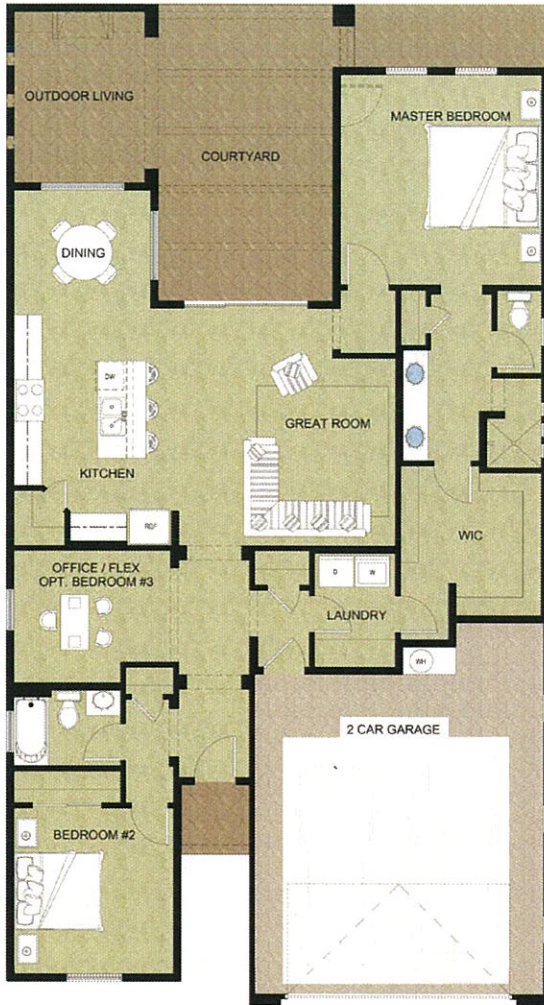 OUTDOOR LIVING
MASTER BEDROOM
COURTYARD
DINING
DW
GREAT ROOM
KITCHEN
REF
WIC
OFFICE / FLEX
OPT. BEDROOM #3
D
W
LAUNDRY
WH
2 CAR GARAGE
BEDROOM #2